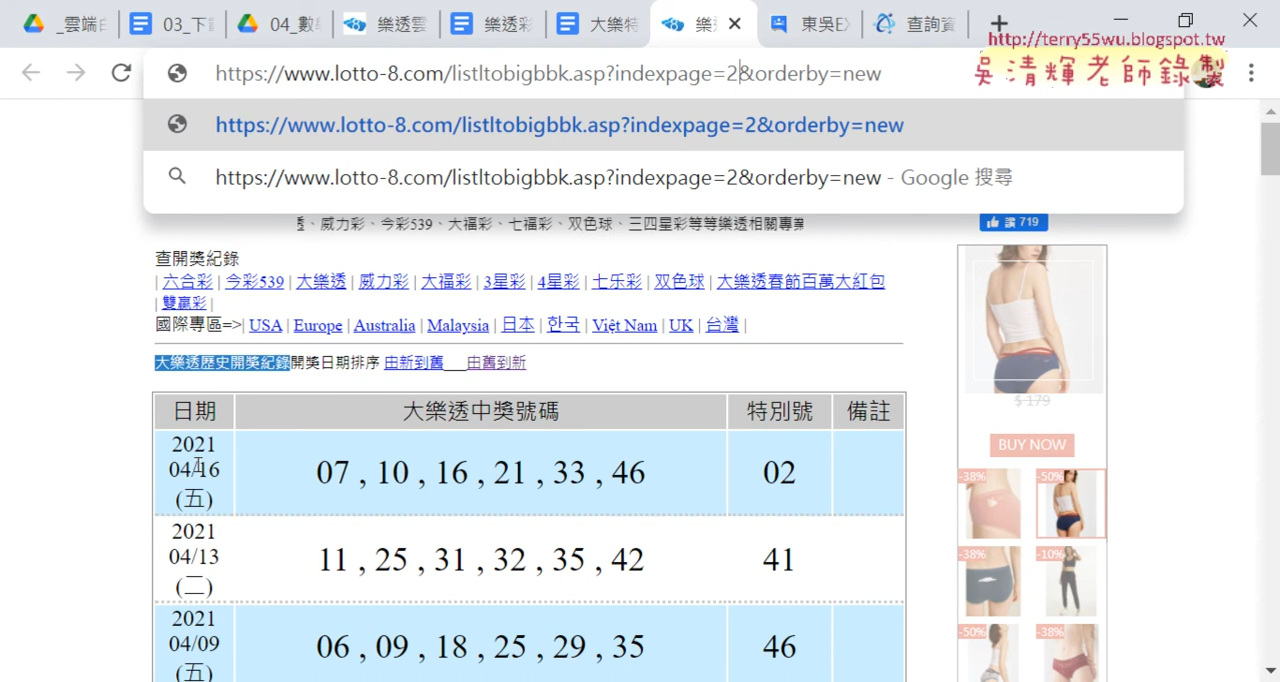 _雲端白
03_下載
04_數
樂透雲
樂透彩
大樂特
樂
東吳EX
查詢資
http://terry55wu.blogspot.tw
吳清輝老師錄製
https://www.lotto-8.com/listltobigbbk.asp?indexpage=2&orderby=new
https://www.lotto-8.com/listltobigbbk.asp?indexpage=2&orderby=new
https://www.lotto-8.com/listltobigbbk.asp?indexpage=2&orderby=new - Google 搜尋
、威力彩、今彩539、大福彩、七福彩、双色球、三四星彩等等樂透相關專業
讚 719
查開獎紀錄
| 六合彩 | 今彩539 | 大樂透 | 威力彩 | 大福彩 | 3星彩 | 4星彩 | 七乐彩 | 双色球 | 大樂透春節百萬大紅包
| 雙贏彩 |
國際專區=>| USA | Europe | Australia | Malaysia | 日本 | 한국 | Việt Nam | UK | 台灣 |
大樂透歷史開獎紀錄開獎日期排序 由新到舊 由舊到新
日期 大樂透中獎號碼 特別號 備註
2021
04/16
(五)
07 , 10 , 16 , 21 , 33 , 46 02
2021
04/13
(二)
11 , 25 , 31 , 32 , 35 , 42 41
2021
04/09
(五)
06 , 09 , 18 , 25 , 29 , 35 46
$ 179
BUY NOW
-38% -50%
-38% -10%
-50% -38%